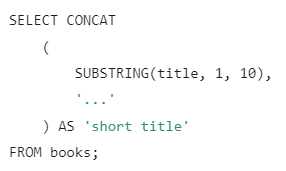 SELECT CONCAT
    (
        SUBSTRING(title, 1, 10),
        '...'
    ) AS 'short title'
FROM books;